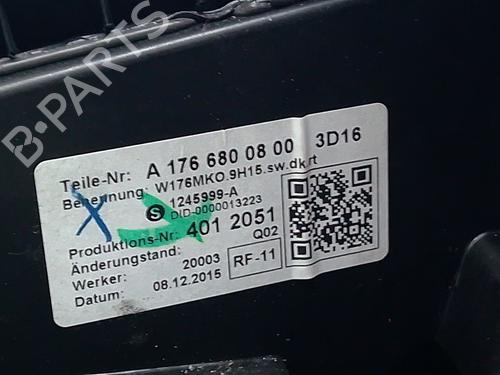 B-PARTS
Teile-Nr: A 176 680 08 00 3D16
Benennung: W176MKO.9H15.sw.dkrt
S 1245999-A
DID-0000013223
Produktions-Nr: 401 2051
Änderungsstand: Q02
Werker: 20003 RF-11
Datum: 08.12.2015